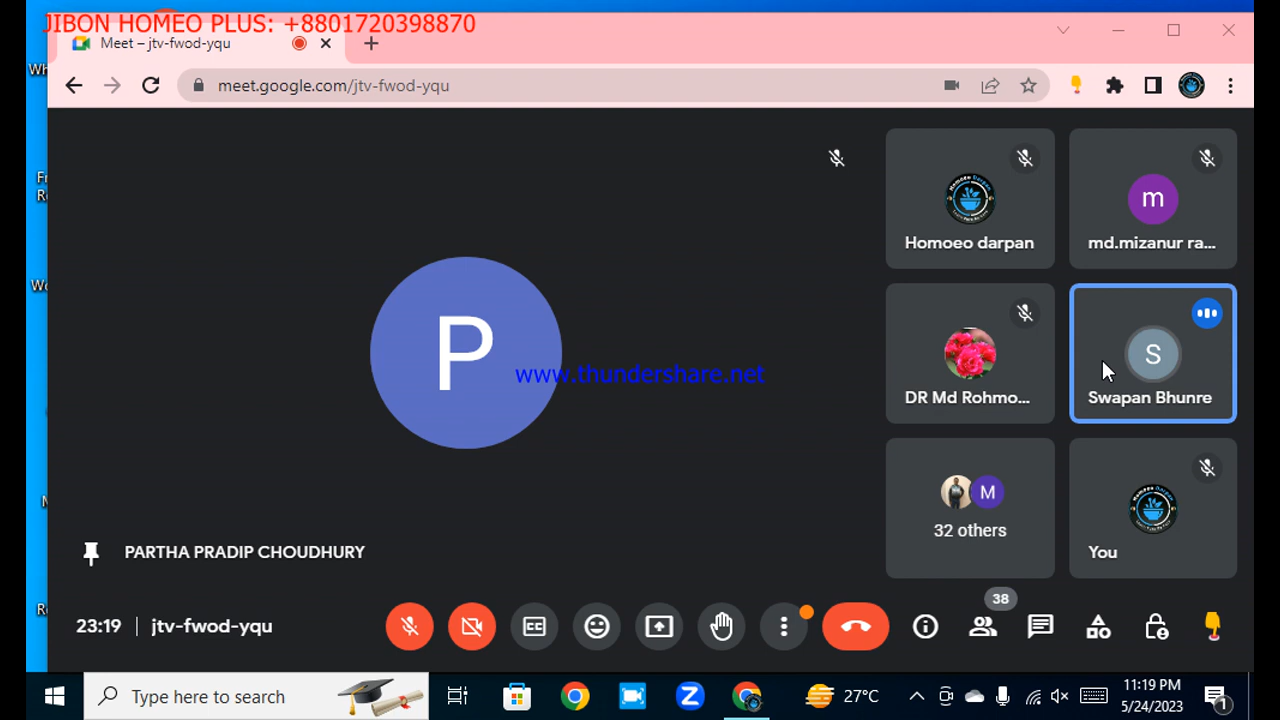 JIBON HOMEO PLUS: +8801720398870
Meet – jtv-fwod-yqu
meet.google.com/jtv-fwod-yqu
P
www.thundershare.net
Homoeo darpan
m
md.mizanur ra...
DR Md Rohmo...
S
Swapan Bhunre
M
32 others
You
PARTHA PRADIP CHOUDHURY
38
23:19 | jtv-fwod-yqu
Type here to search
27°C
11:19 PM
5/24/2023
1